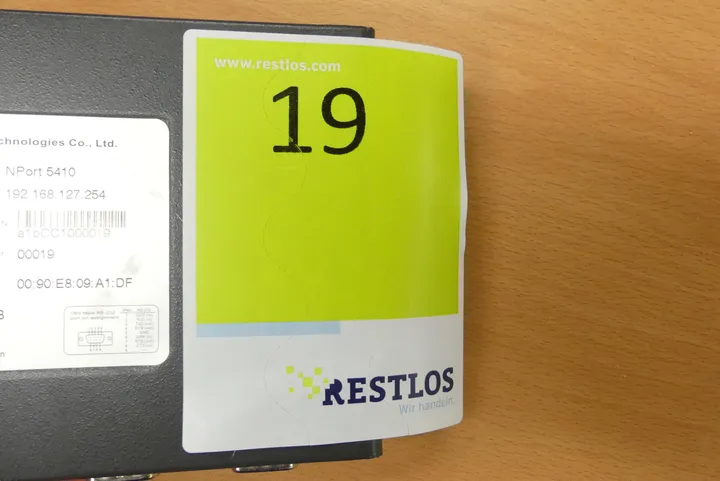 www.restlos.com
19
chnologies Co., Ltd.
NPort 5410
192.168.127.254
00019
00:90:E8:09:A1:DF
RESTLOS
Wir handeln.